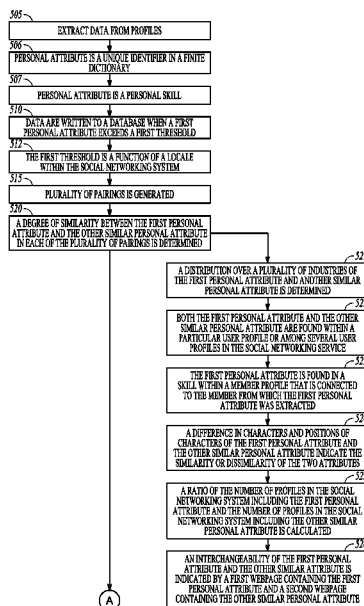 505
EXTRACT DATA FROM PROFILES
506
PERSONAL ATTRIBUTE IS A UNIQUE IDENTIFIER IN A FINITE
DICTIONARY
507
PERSONAL ATTRIBUTE IS A PERSONAL SKILL
510
DATA ARE WRITTEN TO A DATABASE WHEN A FIRST
PERSONAL ATTRIBUTE EXCEEDS A FIRST THRESHOLD
512
THE FIRST THRESHOLD IS A FUNCTION OF A LOCALE
WITHIN THE SOCIAL NETWORKING SYSTEM
515
PLURALITY OF PAIRINGS IS GENERATED
520
A DEGREE OF SIMILARITY BETWEEN THE FIRST PERSONAL
ATTRIBUTE AND THE OTHER SIMILAR PERSONAL ATTRIBUTE
IN EACH OF THE PLURALITY OF PAIRINGS IS DETERMINED
52
A DISTRIBUTION OVER A PLURALITY OF INDUSTRIES OF
THE FIRST PERSONAL ATTRIBUTE AND ANOTHER SIMILAR
PERSONAL ATTRIBUTE IS DETERMINED
52
BOTH THE FIRST PERSONAL ATTRIBUTE AND THE OTHER
SIMILAR PERSONAL ATTRIBUTE ARE FOUND WITHIN A
PARTICULAR USER PROFILE OR AMONG SEVERAL USER
PROFILES IN THE SOCIAL NETWORKING SERVICE
52
THE FIRST PERSONAL ATTRIBUTE IS FOUND IN A
SKILL WITHIN A MEMBER PROFILE THAT IS CONNECTED
TO THE MEMBER FROM WHICH THE FIRST PERSONAL
ATTRIBUTE WAS EXTRACTED
52
A DIFFERENCE IN CHARACTERS AND POSITIONS OF
CHARACTERS OF THE FIRST PERSONAL ATTRIBUTE AND
THE OTHER SIMILAR PERSONAL ATTRIBUTE INDICATE THE
SIMILARITY OR DISSIMILARITY OF THE TWO ATTRIBUTES
52
A RATIO OF THE NUMBER OF PROFILES IN THE SOCIAL
NETWORKING SYSTEM INCLUDING THE FIRST PERSONAL
ATTRIBUTE AND THE NUMBER OF PROFILES IN THE SOCIAL
NETWORKING SYSTEM INCLUDING THE OTHER SIMILAR
PERSONAL ATTRIBUTE IS CALCULATED
52
AN INTERCHANGEABILITY OF THE FIRST PERSONAL
ATTRIBUTE AND THE OTHER SIMILAR ATTRIBUTE IS
INDICATED BY A FIRST WEBPAGE CONTAINING THE FIRST
PERSONAL ATTRIBUTE AND A SECOND WEBPAGE
CONTAINING THE OTHER SIMILAR PERSONAL ATTRIBUTE
A